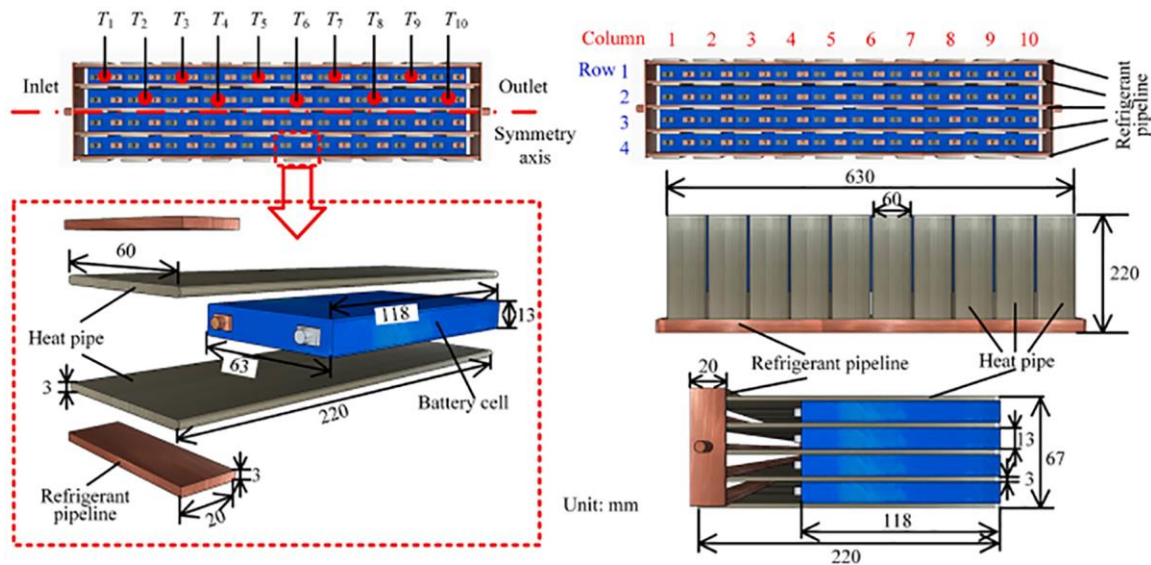 T1 T2 T3 T4 T5 T6 T7 T8 T9 T10
Inlet
Outlet
Symmetry
axis
60
Heat pipe
118
13
63
3
220
Battery cell
Refrigerant
pipeline
3
20
Column 1 2 3 4 5 6 7 8 9 10
Row 1
2
3
4
Refrigerant
pipeline
630
60
220
Refrigerant pipeline
Heat pipe
20
13
67
3
Unit: mm
118
220